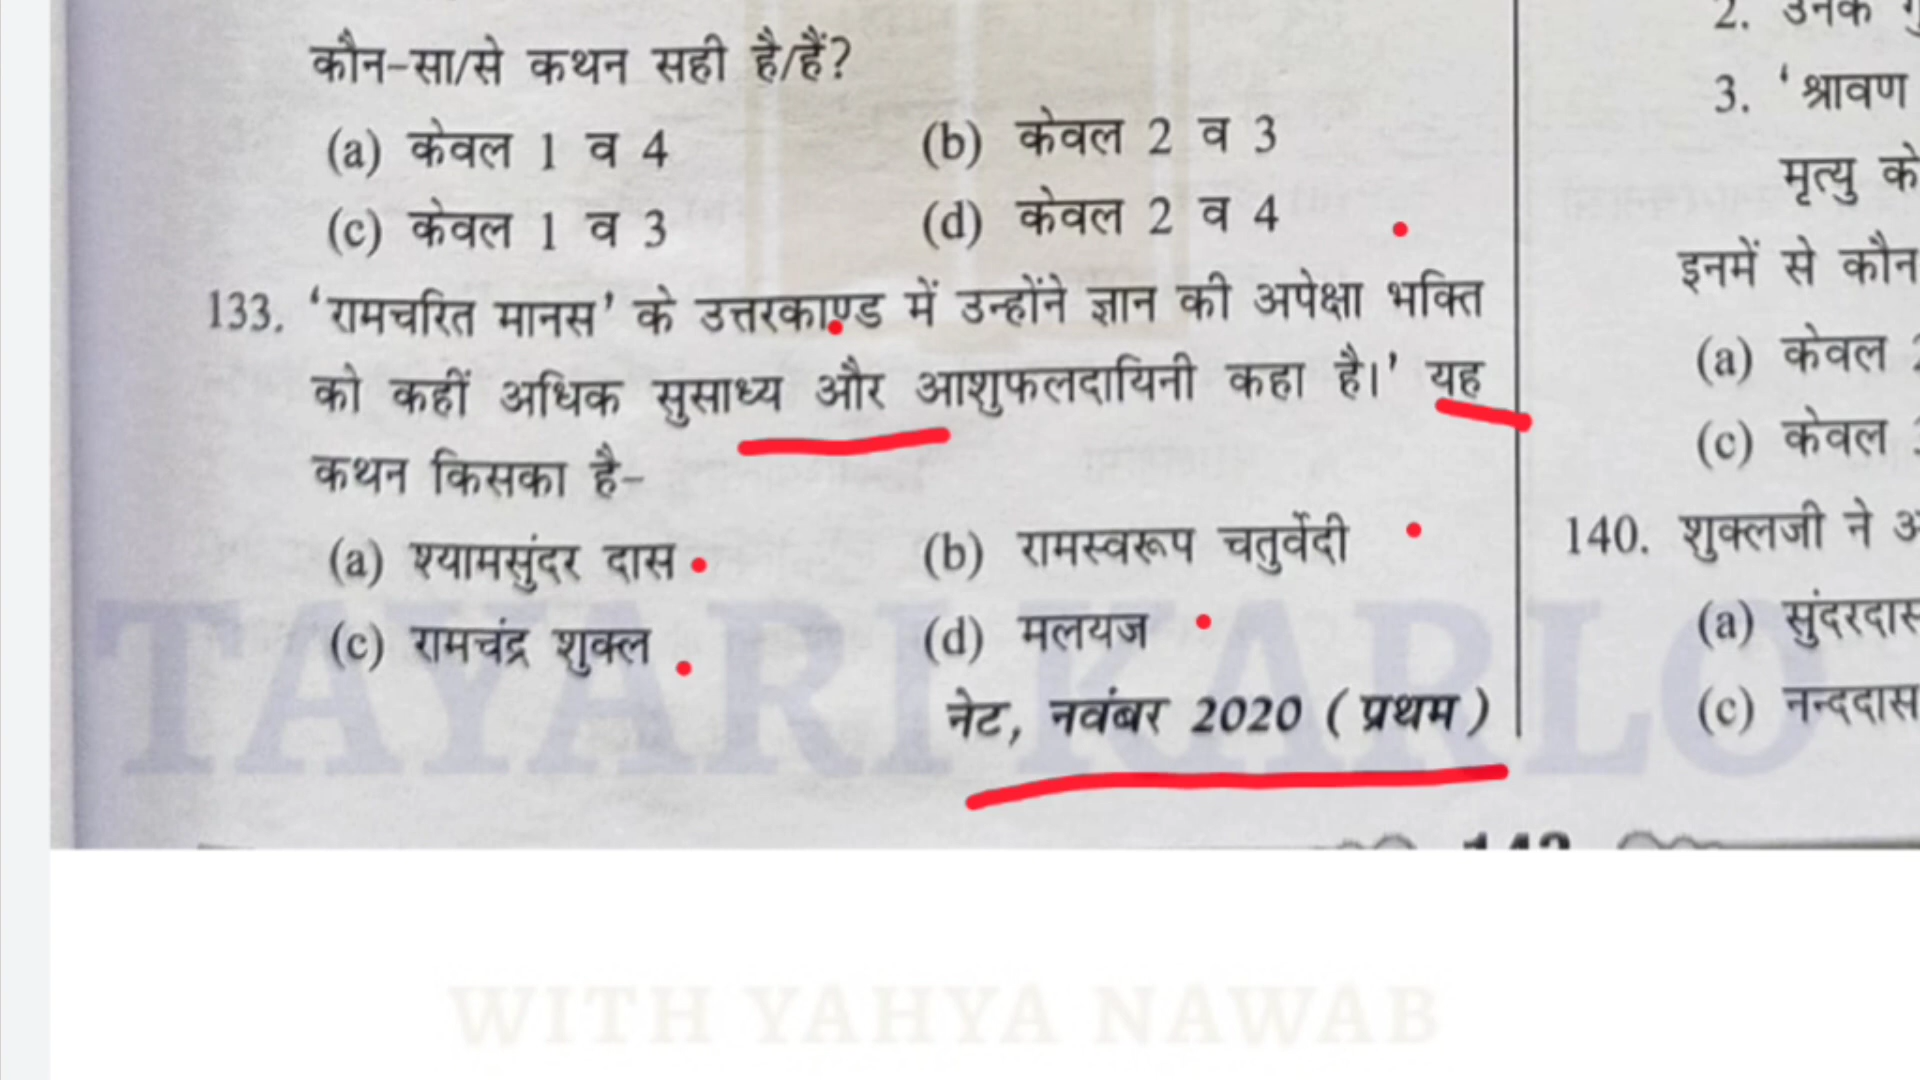 कौन-सा/से कथन सही है/हैं?
(a) केवल 1 व 4 (b) केवल 2 व 3
(c) केवल 1 व 3 (d) केवल 2 व 4
133. ‘रामचरित मानस’ के उत्तरकाण्ड में उन्होंने ज्ञान की अपेक्षा भक्ति
को कहीं अधिक सुसाध्य और आशुफलदायिनी कहा है।’ यह
कथन किसका है-
(a) श्यामसुंदर दास (b) रामस्वरूप चतुर्वेदी
(c) रामचंद्र शुक्ल (d) मलयज
नेट, नवंबर 2020 (प्रथम)
2. उनके
3. ‘श्रावण
मृत्यु के
इनमें से कौन
(a) केवल
(c) केवल
140. शुक्लजी ने
(a) सुंदरदास
(c) नन्ददास
TAYARI KARLO
WITH YAHYA NAWAB